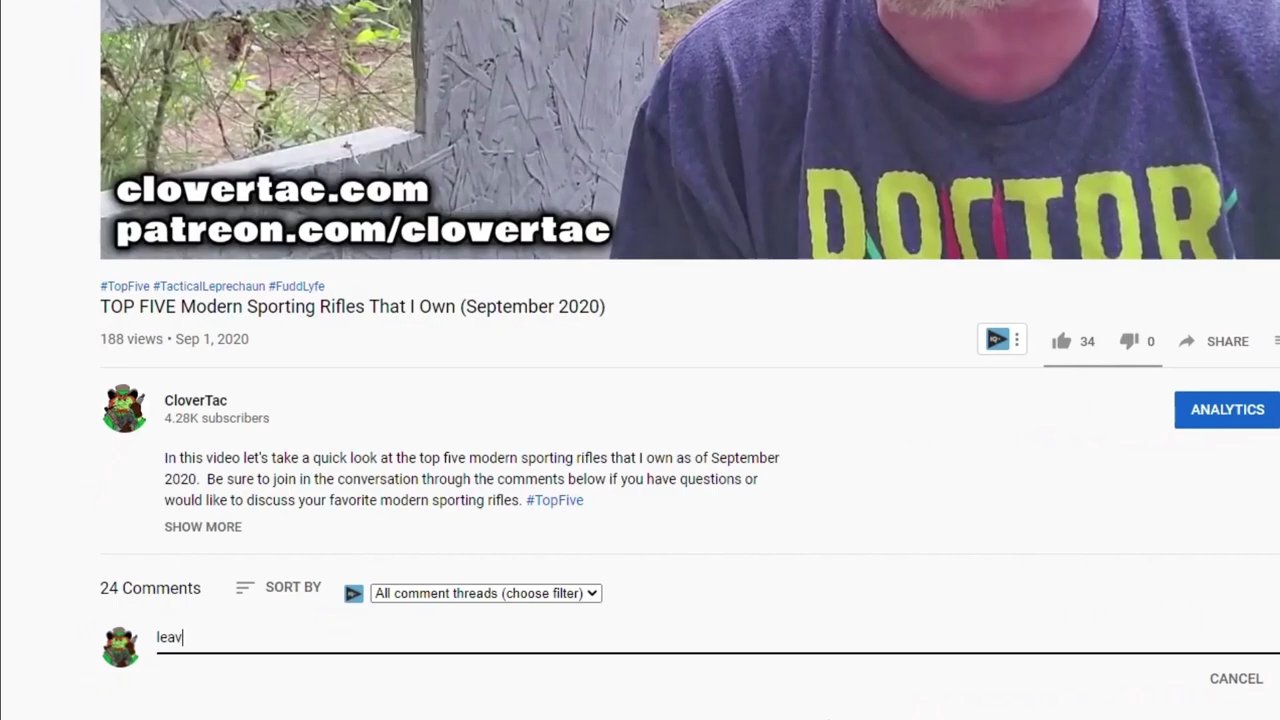 clovertac.com
patreon.com/clovertac
DOCTOR
#TopFive #TacticalLeprechaun #FuddLyfe
TOP FIVE Modern Sporting Rifles That I Own (September 2020)
188 views • Sep 1, 2020
34
0
SHARE
CloverTac
4.28K subscribers
ANALYTICS
In this video let's take a quick look at the top five modern sporting rifles that I own as of September
2020. Be sure to join in the conversation through the comments below if you have questions or
would like to discuss your favorite modern sporting rifles. #TopFive
SHOW MORE
24 Comments
SORT BY
All comment threads (choose filter)
leav
CANCEL